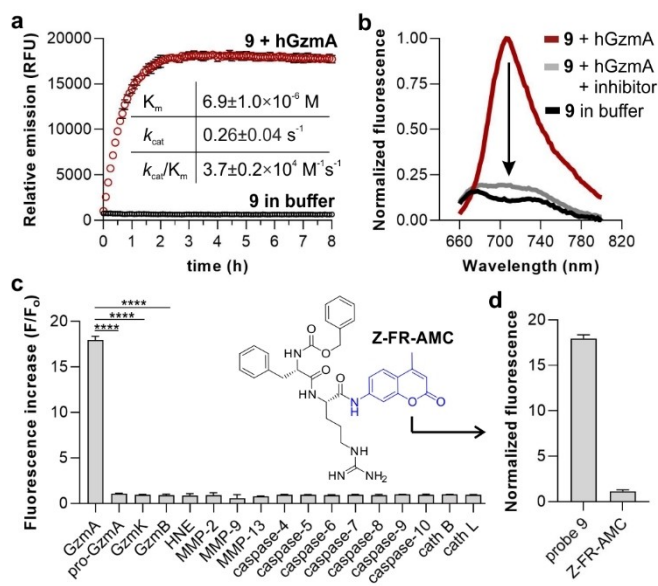 a
Relative emission (RFU)
20000
15000
10000
5000
0
9 + hGzmA
Km 6.9±1.0×10⁻⁶ M
kcat 0.26±0.04 s⁻¹
kcat/Km 3.7±0.2×10⁴ M⁻¹s⁻¹
9 in buffer
0 1 2 3 4 5 6 7 8
time (h)
b
Normalized fluorescence
1.00
0.75
0.50
0.25
0.00
9 + hGzmA
9 + hGzmA
+ inhibitor
9 in buffer
660 700 740 780 820
Wavelength (nm)
c
Fluorescence increase (F/Fo)
20
15
10
5
0
****
****
****
Z-FR-AMC
O
HN O
O
H
N
O
N
H
O O
NH
HN NH2
GzmA
pro-GzmA
GzmK
GzmB
HNE
MMP-2
MMP-9
MMP-13
caspase-4
caspase-5
caspase-6
caspase-7
caspase-8
caspase-9
caspase-10
cath B
cath L
d
Normalized fluorescence
20
15
10
5
0
probe 9
Z-FR-AMC